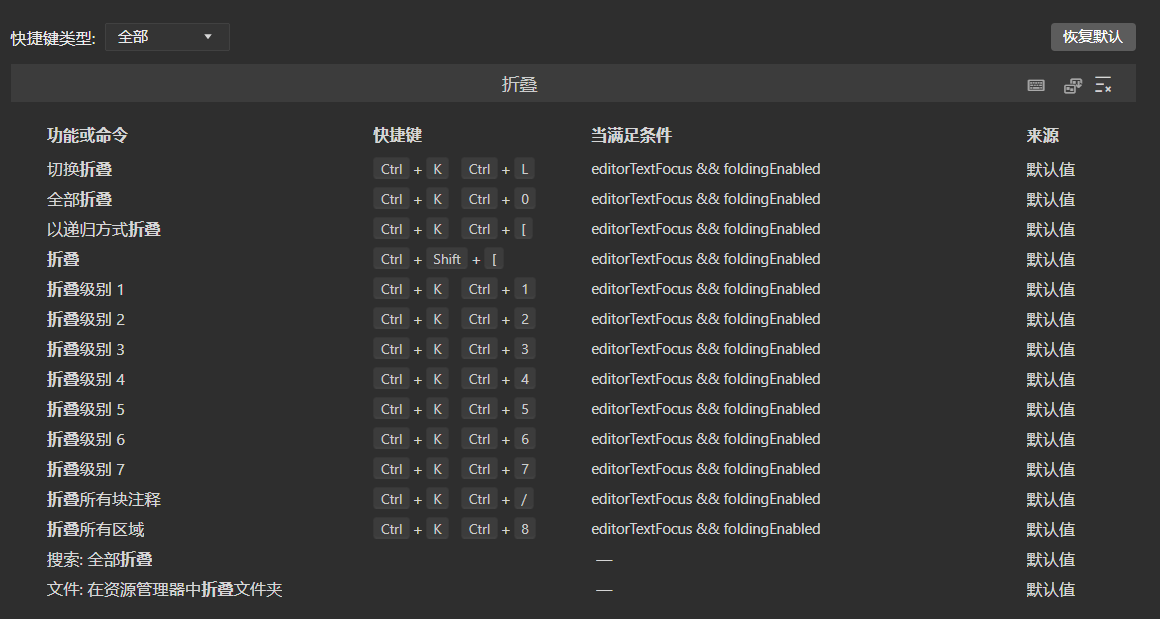 快捷键类型: 全部 恢复默认
折叠
功能或命令 快捷键 当满足条件 来源
切换折叠 Ctrl + K Ctrl + L editorTextFocus && foldingEnabled 默认值
全部折叠 Ctrl + K Ctrl + 0 editorTextFocus && foldingEnabled 默认值
以递归方式折叠 Ctrl + K Ctrl + [ editorTextFocus && foldingEnabled 默认值
折叠 Ctrl + Shift + [ editorTextFocus && foldingEnabled 默认值
折叠级别 1 Ctrl + K Ctrl + 1 editorTextFocus && foldingEnabled 默认值
折叠级别 2 Ctrl + K Ctrl + 2 editorTextFocus && foldingEnabled 默认值
折叠级别 3 Ctrl + K Ctrl + 3 editorTextFocus && foldingEnabled 默认值
折叠级别 4 Ctrl + K Ctrl + 4 editorTextFocus && foldingEnabled 默认值
折叠级别 5 Ctrl + K Ctrl + 5 editorTextFocus && foldingEnabled 默认值
折叠级别 6 Ctrl + K Ctrl + 6 editorTextFocus && foldingEnabled 默认值
折叠级别 7 Ctrl + K Ctrl + 7 editorTextFocus && foldingEnabled 默认值
折叠所有块注释 Ctrl + K Ctrl + / editorTextFocus && foldingEnabled 默认值
折叠所有区域 Ctrl + K Ctrl + 8 editorTextFocus && foldingEnabled 默认值
搜索: 全部折叠 — 默认值
文件: 在资源管理器中折叠文件夹 — 默认值